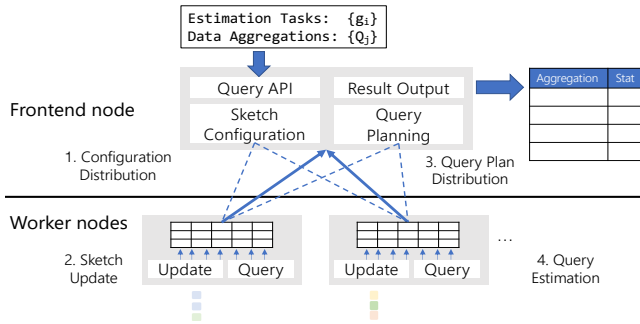 Estimation Tasks: {gi}
Data Aggregations: {Qj}
Query API
Result Output
Aggregation Stat
Frontend node
Sketch
Configuration
Query
Planning
1. Configuration
Distribution
3. Query Plan
Distribution
Worker nodes
...
2. Sketch
Update
Update
Query
Update
Query
4. Query
Estimation